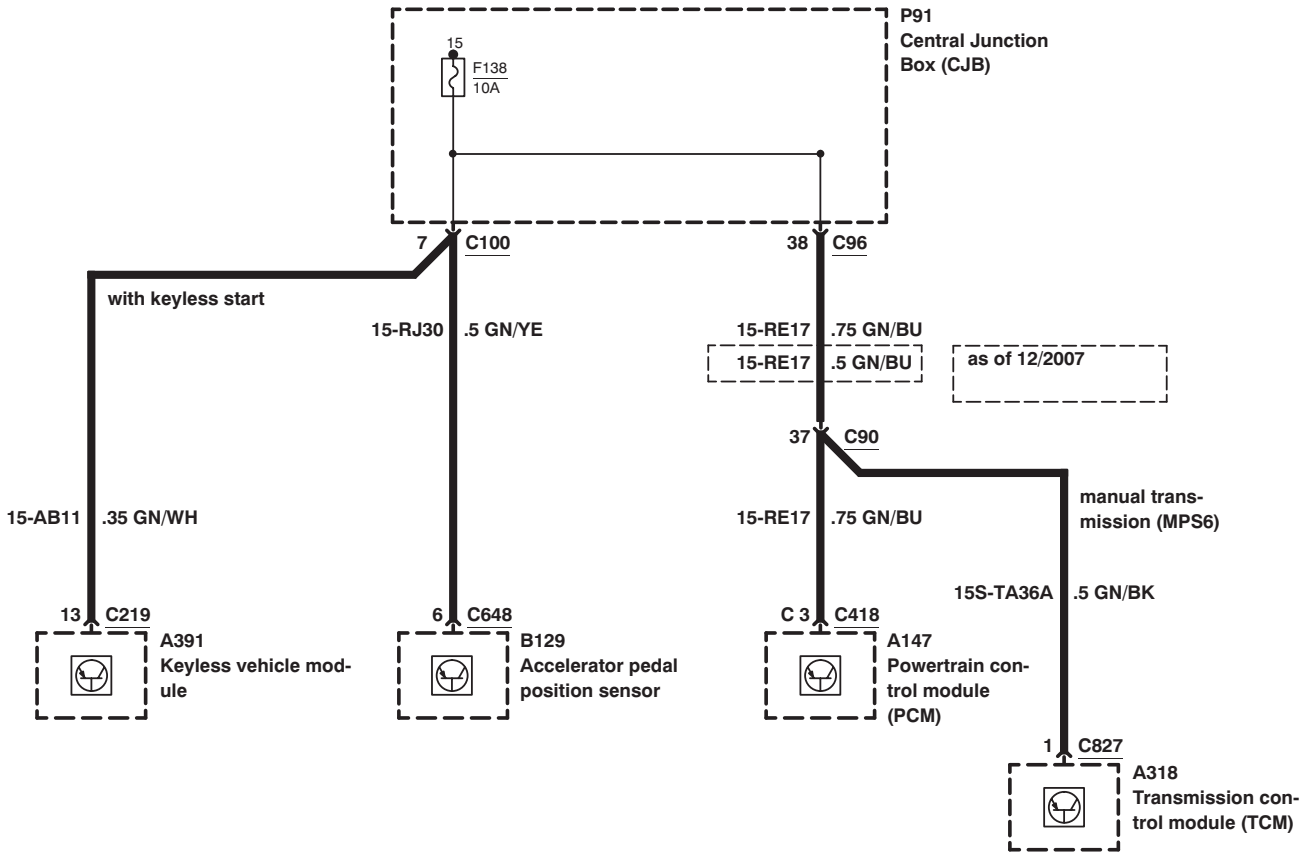 P91
Central Junction
Box (CJB)
15
F138
10A
7 C100
38 C96
with keyless start
15-RJ30 .5 GN/YE
15-RE17 .75 GN/BU
15-RE17 .5 GN/BU
as of 12/2007
37 C90
15-AB11 .35 GN/WH
15-RE17 .75 GN/BU
manual trans-
mission (MPS6)
15S-TA36A .5 GN/BK
13 C219
A391
Keyless vehicle mod-
ule
6 C648
B129
Accelerator pedal
position sensor
C 3 C418
A147
Powertrain con-
trol module
(PCM)
1 C827
A318
Transmission con-
trol module (TCM)